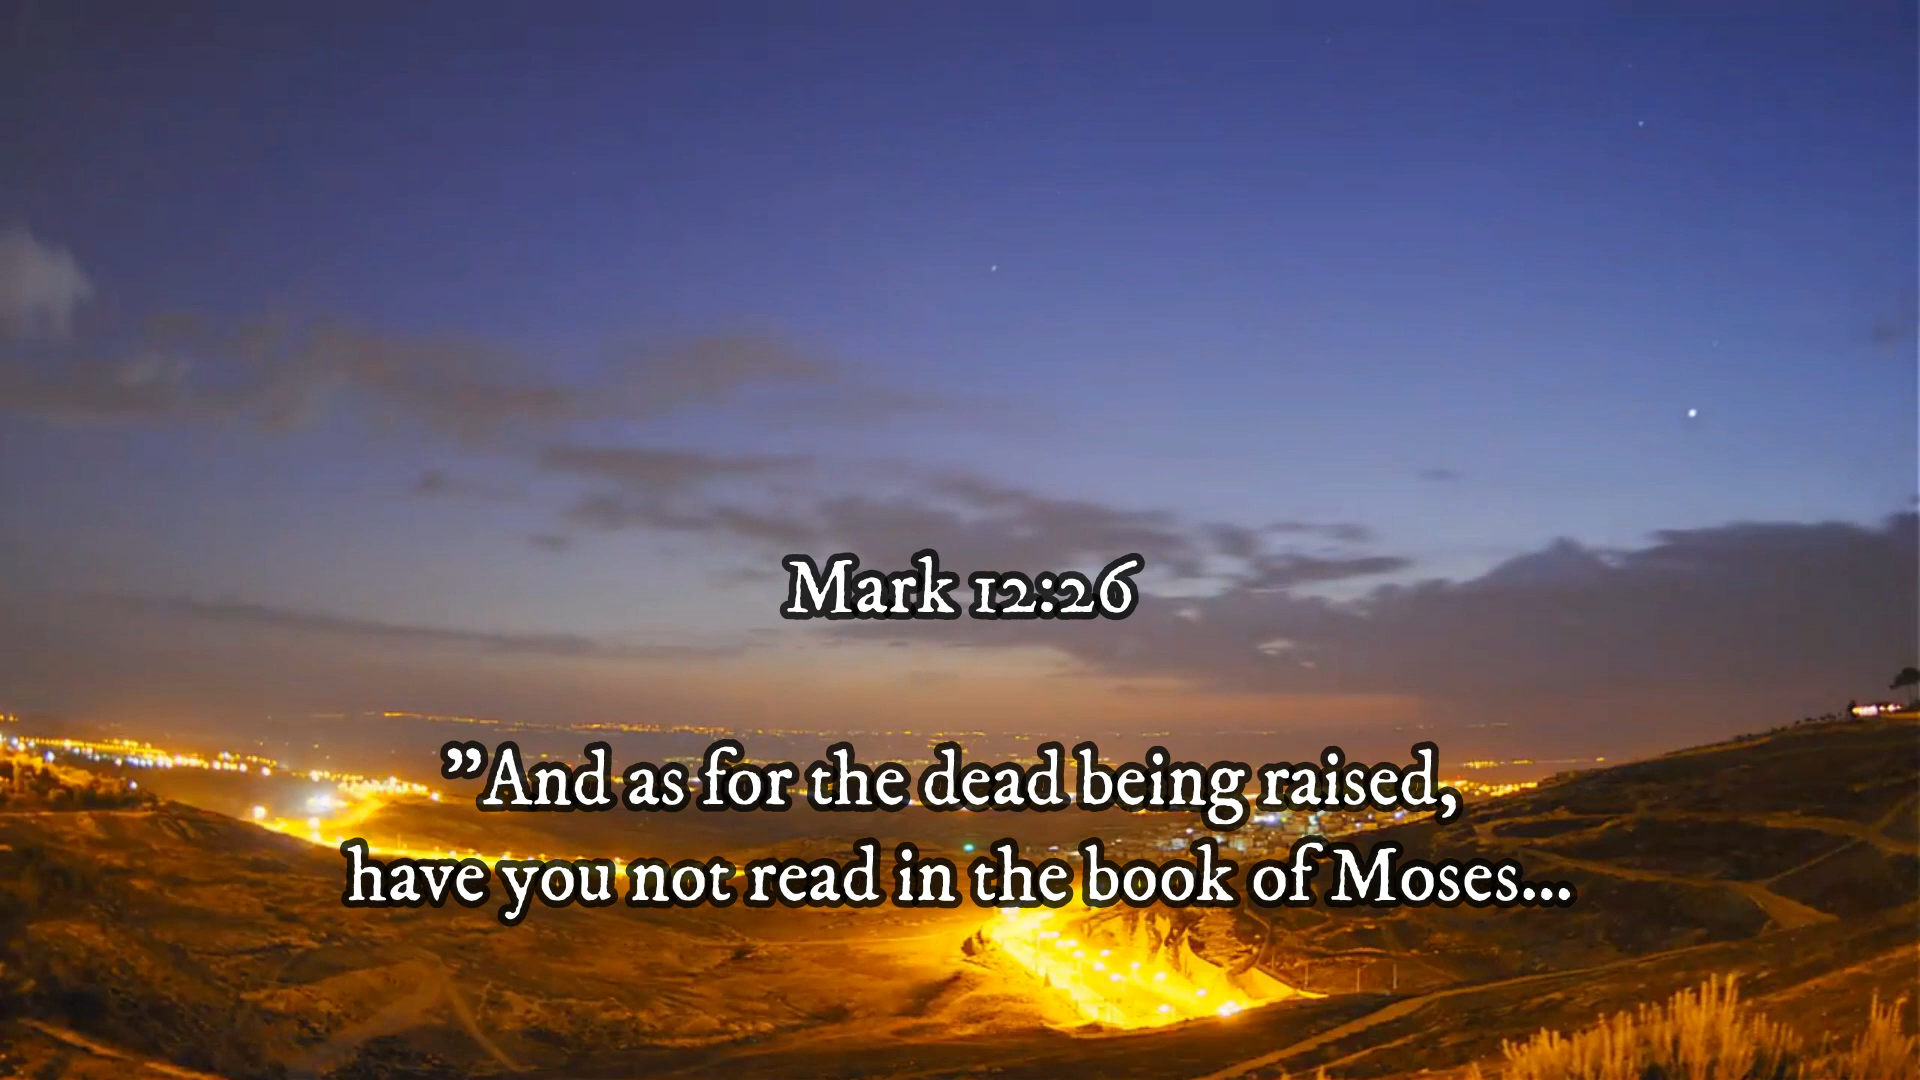 Mark 12:26
”And as for the dead being raised,
have you not read in the book of Moses...